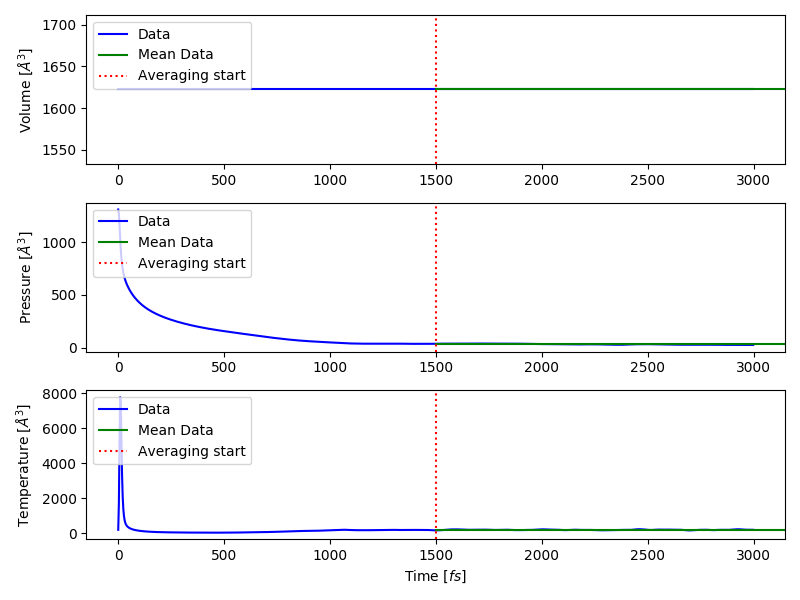 1700
1650
1600
1550
Volume [Å³]
Data
Mean Data
Averaging start
0 500 1000 1500 2000 2500 3000
1000
500
0
Pressure [Å³]
Data
Mean Data
Averaging start
0 500 1000 1500 2000 2500 3000
8000
6000
4000
2000
0
Temperature [Å³]
Data
Mean Data
Averaging start
0 500 1000 1500 2000 2500 3000
Time [fs]